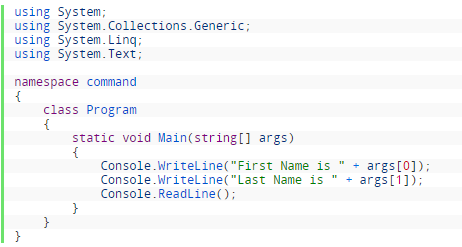 using System;
using System.Collections.Generic;
using System.Linq;
using System.Text;

namespace command
{
    class Program
    {
        static void Main(string[] args)
        {
            Console.WriteLine("First Name is " + args[0]);
            Console.WriteLine("Last Name is " + args[1]);
            Console.ReadLine();
        }
    }
}